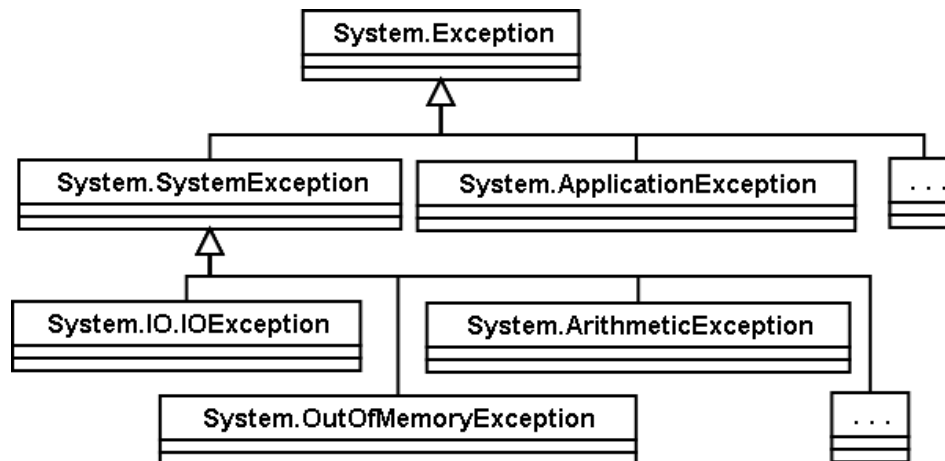 System.Exception
System.SystemException
System.ApplicationException
. . .
System.IO.IOException
System.ArithmeticException
System.OutOfMemoryException
. . .